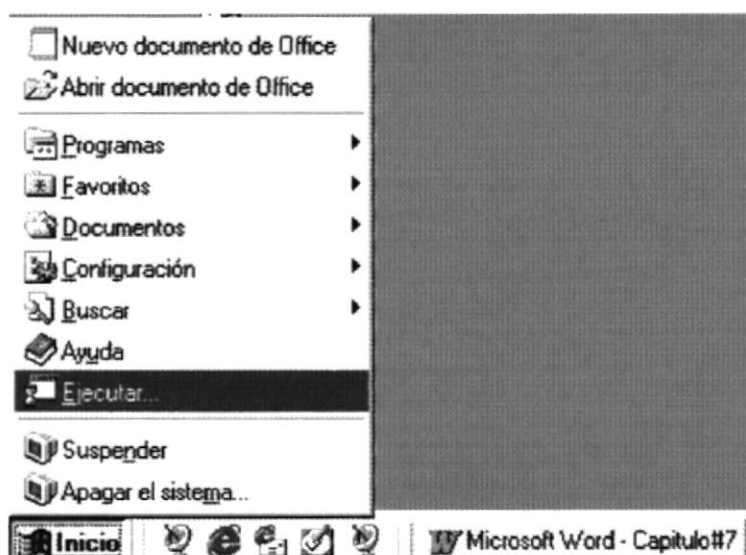 Nuevo documento de Office
Abrir documento de Office
Programas
Favoritos
Documentos
Configuración
Buscar
Ayuda
Ejecutar...
Suspender
Apagar el sistema...
Inicio
Microsoft Word - Capitulo#7